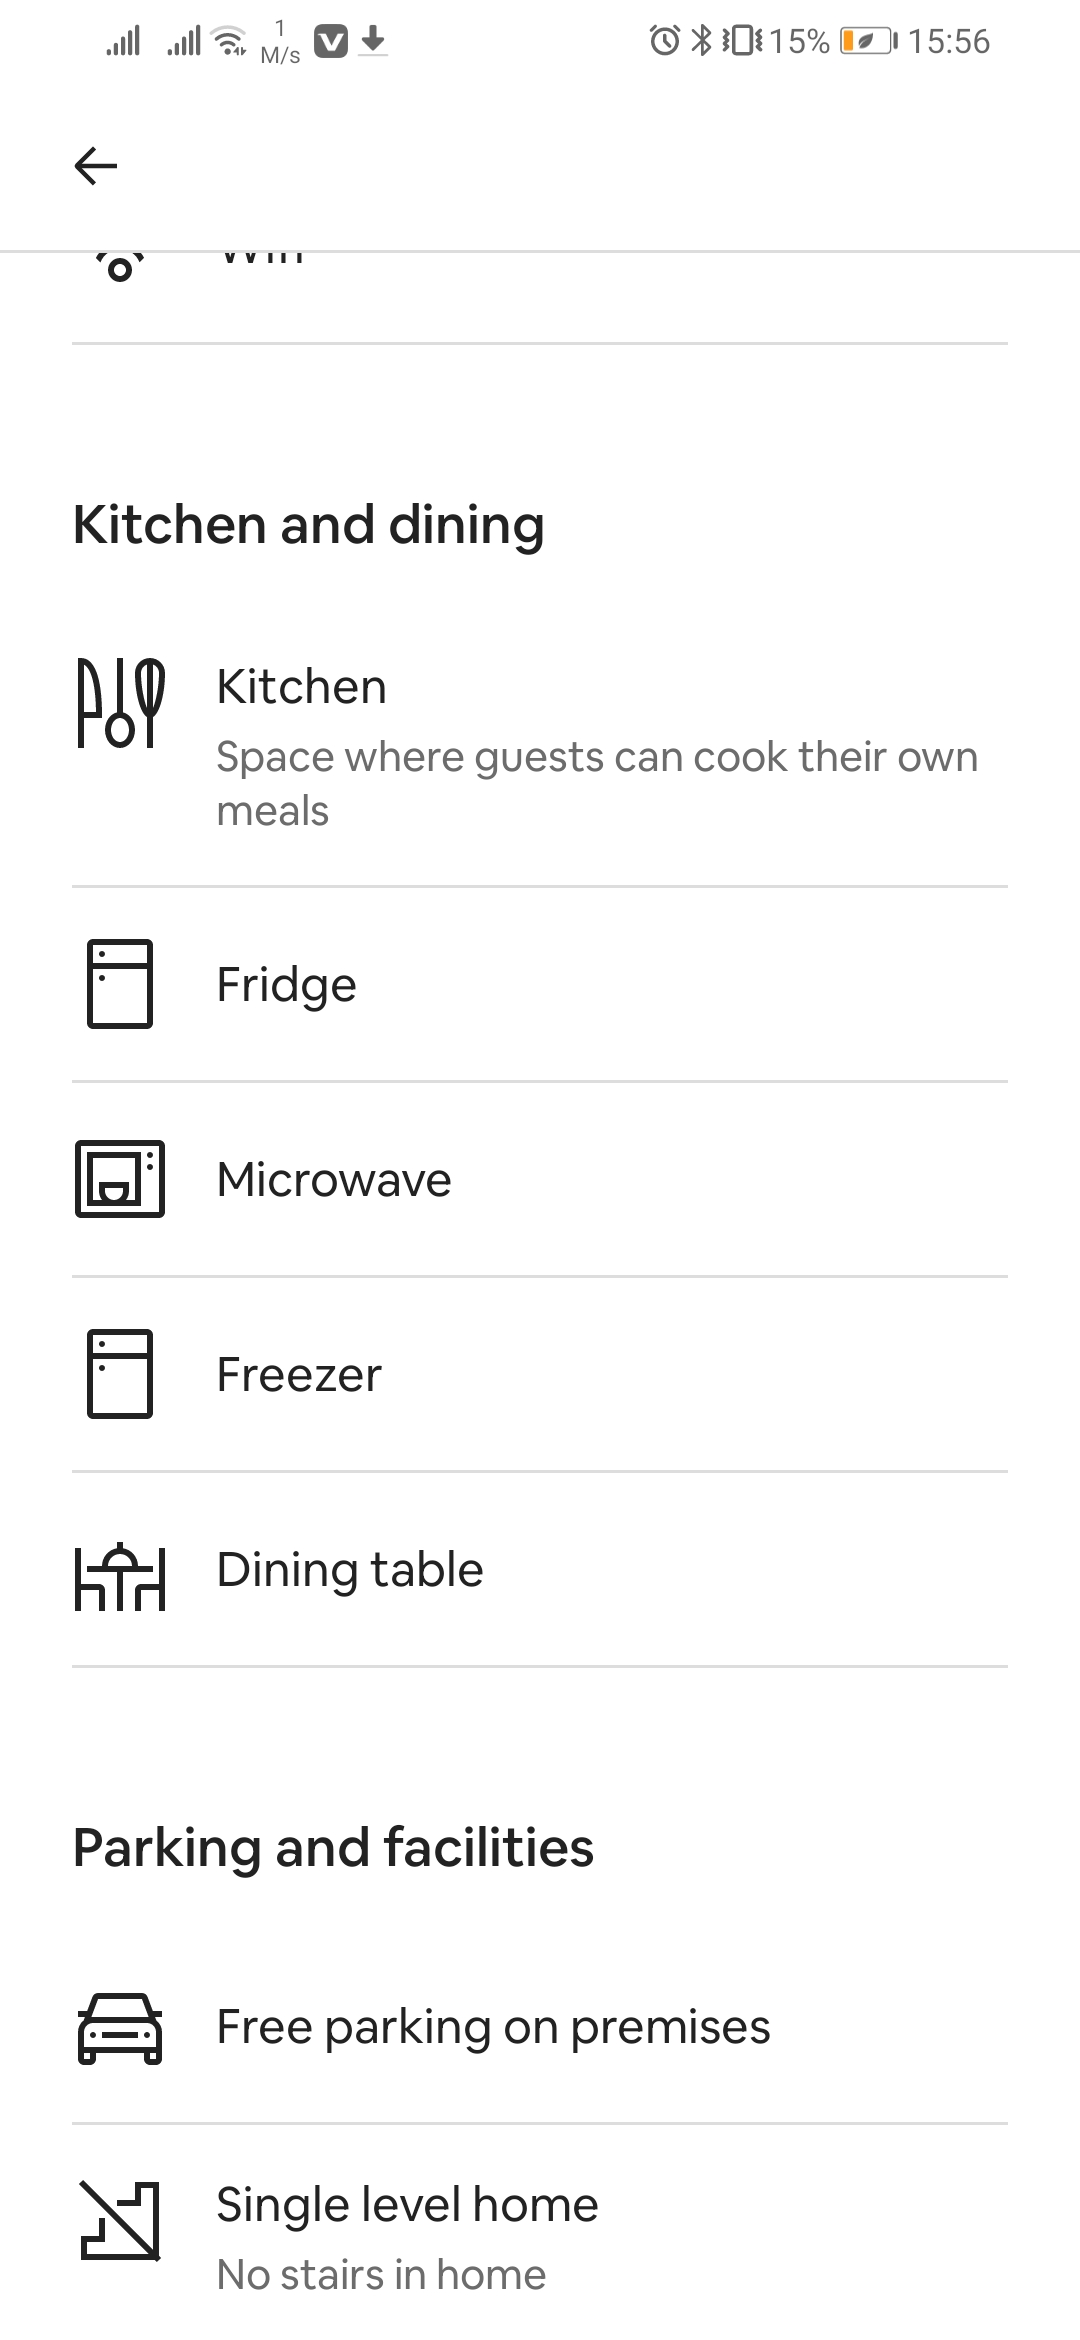 1
M/s
15%
15:56
Kitchen and dining
Kitchen
Space where guests can cook their own
meals
Fridge
Microwave
Freezer
Dining table
Parking and facilities
Free parking on premises
Single level home
No stairs in home